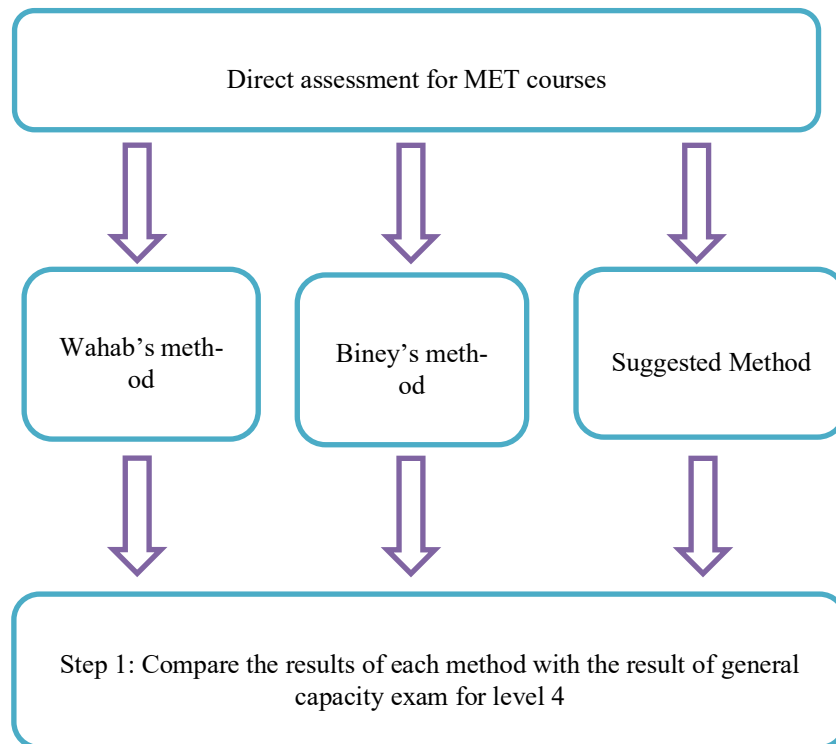 Direct assessment for MET courses
Wahab’s meth-
od
Biney’s meth-
od
Suggested Method
Step 1: Compare the results of each method with the result of general
capacity exam for level 4